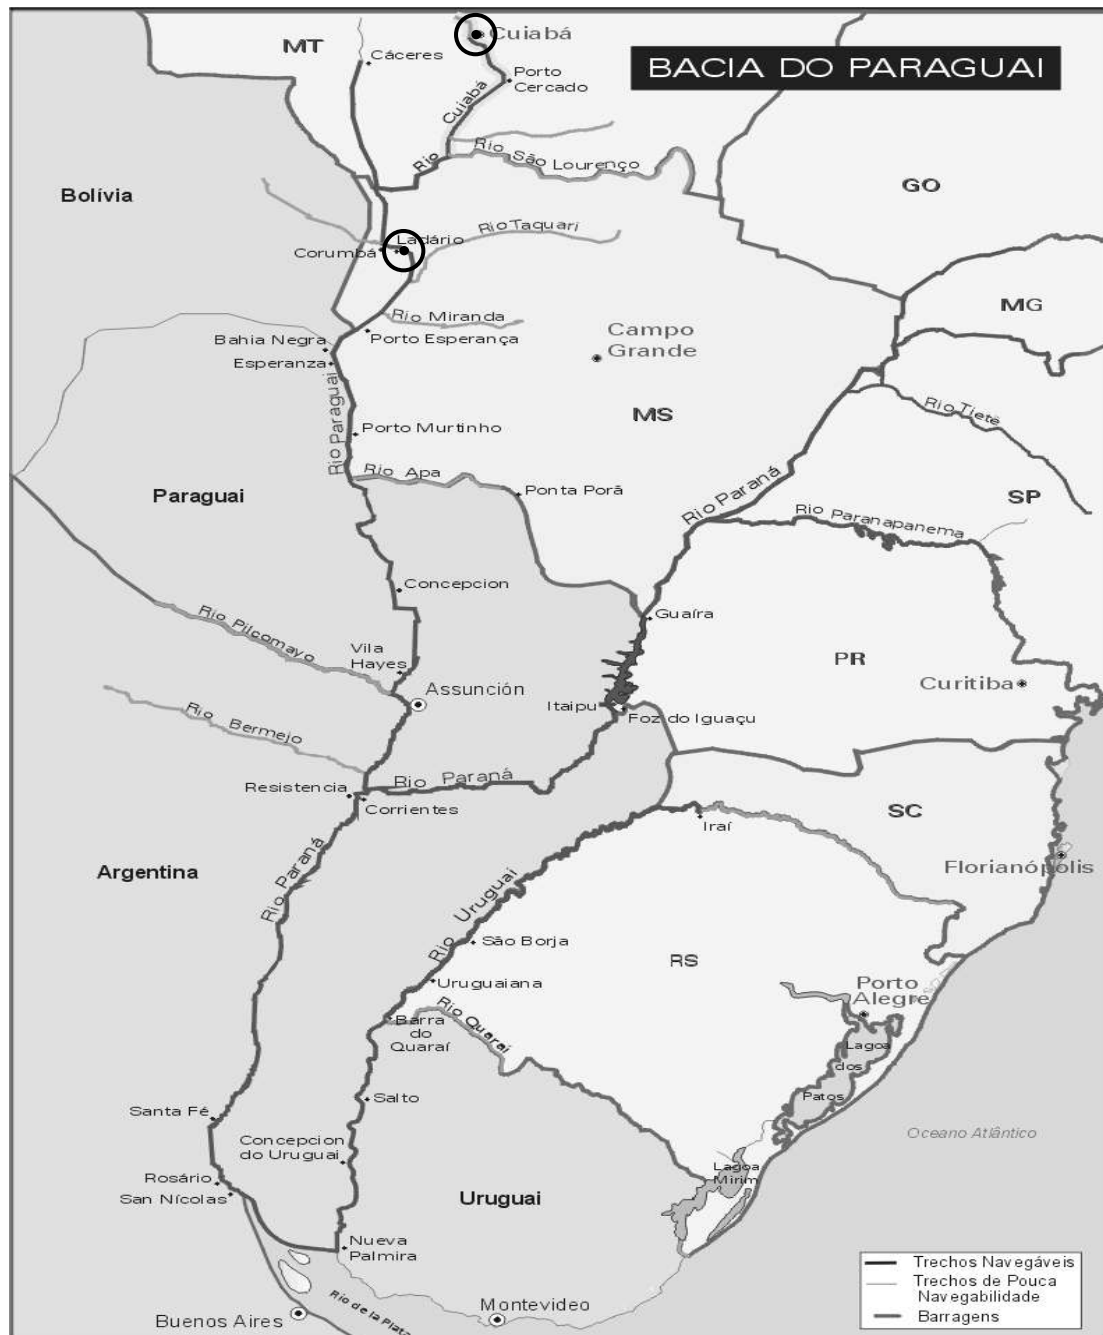 BACIA DO PARAGUAI
MT
Cáceres
Cuiabá
Porto
Cercado
Rio Cuiabá
Rio São Lourenço
GO
Bolívia
Rio Taquari
Ladário
Corumbá
Rio Miranda
MG
Bahia Negra
Porto Esperança
Campo
Grande
Esperanza
Rio Paraguai
MS
Rio Tietê
Porto Murtinho
Rio Apa
Ponta Porã
Paraguai
Rio Paraná
SP
Rio Paranapanema
Concepcion
Guaíra
Rio Pilcomayo
Vila
Hayes
PR
Curitiba
Assunción
Itaipu
Foz do Iguaçu
Rio Bermejo
Rio Paraná
Resistencia
Corrientes
SC
Iraí
Florianópolis
Argentina
Rio Paraná
Rio Uruguai
São Borja
RS
Uruguaiana
Porto
Alegre
Rio Quaraí
Barra
do
Quaraí
Lagoa
dos
Patos
Salto
Santa Fé
Oceano Atlântico
Concepcion
do Uruguai
Lagoa
Mirim
Rosário
San Nícolas
Uruguai
Nueva
Palmira
Rio de la Plata
Montevideo
Buenos Aires
Trechos Navegáveis
Trechos de Pouca
Navegabilidade
Barragens